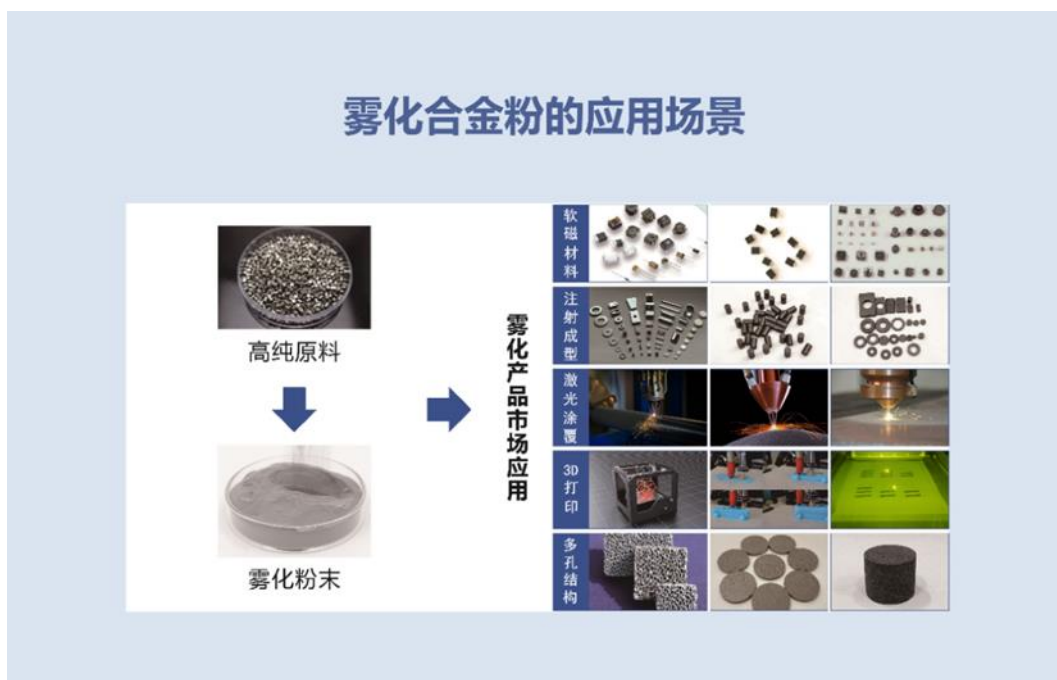 雾化合金粉的应用场景
高纯原料
雾化粉末
雾化产品市场应用
软磁材料
注射成型
激光涂覆
3D打印
多孔结构